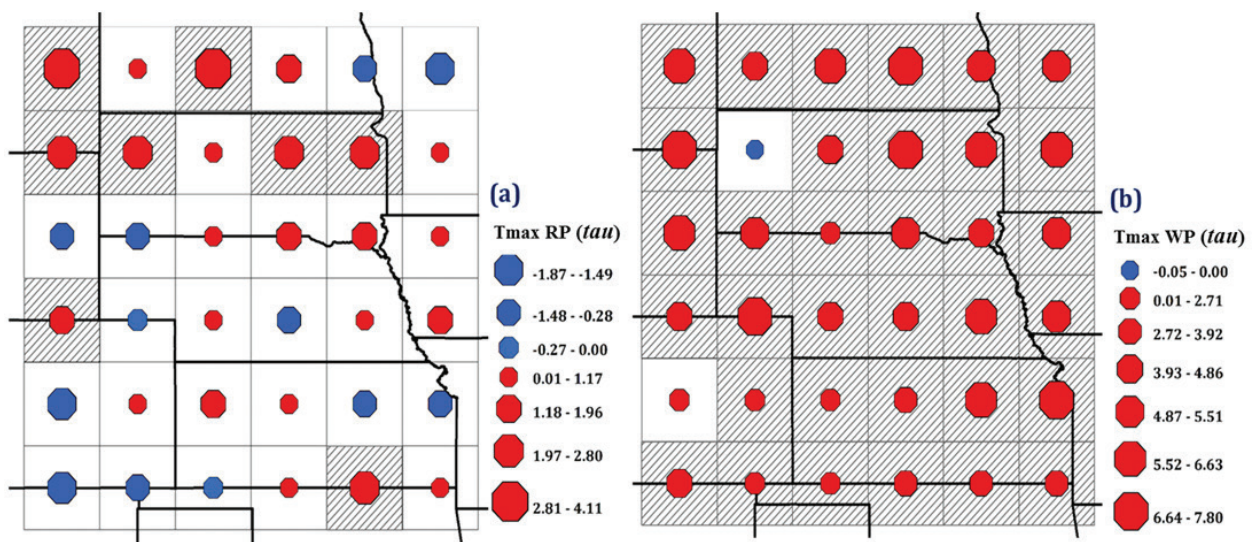 (a)
Tmax RP (tau)
-1.87 - -1.49
-1.48 - -0.28
-0.27 - 0.00
0.01 - 1.17
1.18 - 1.96
1.97 - 2.80
2.81 - 4.11
(b)
Tmax WP (tau)
-0.05 - 0.00
0.01 - 2.71
2.72 - 3.92
3.93 - 4.86
4.87 - 5.51
5.52 - 6.63
6.64 - 7.80